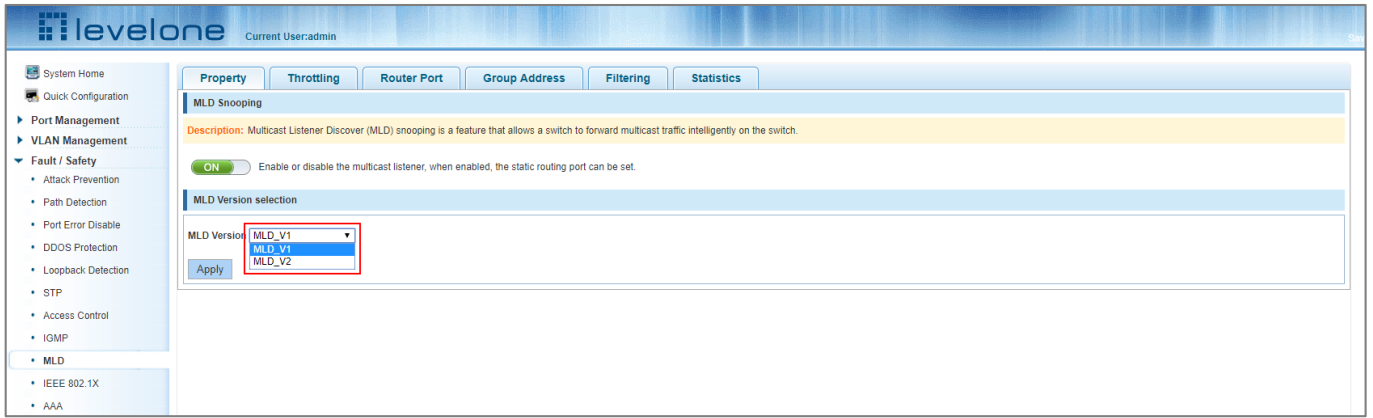 levelone Current User:admin
Sav
System Home
Quick Configuration
Port Management
VLAN Management
Fault / Safety
Attack Prevention
Path Detection
Port Error Disable
DDOS Protection
Loopback Detection
STP
Access Control
IGMP
MLD
IEEE 802.1X
AAA
Property Throttling Router Port Group Address Filtering Statistics
MLD Snooping
Description: Multicast Listener Discover (MLD) snooping is a feature that allows a switch to forward multicast traffic intelligently on the switch.
ON Enable or disable the multicast listener, when enabled, the static routing port can be set.
MLD Version selection
MLD Version MLD_V1
MLD_V1
MLD_V2
Apply